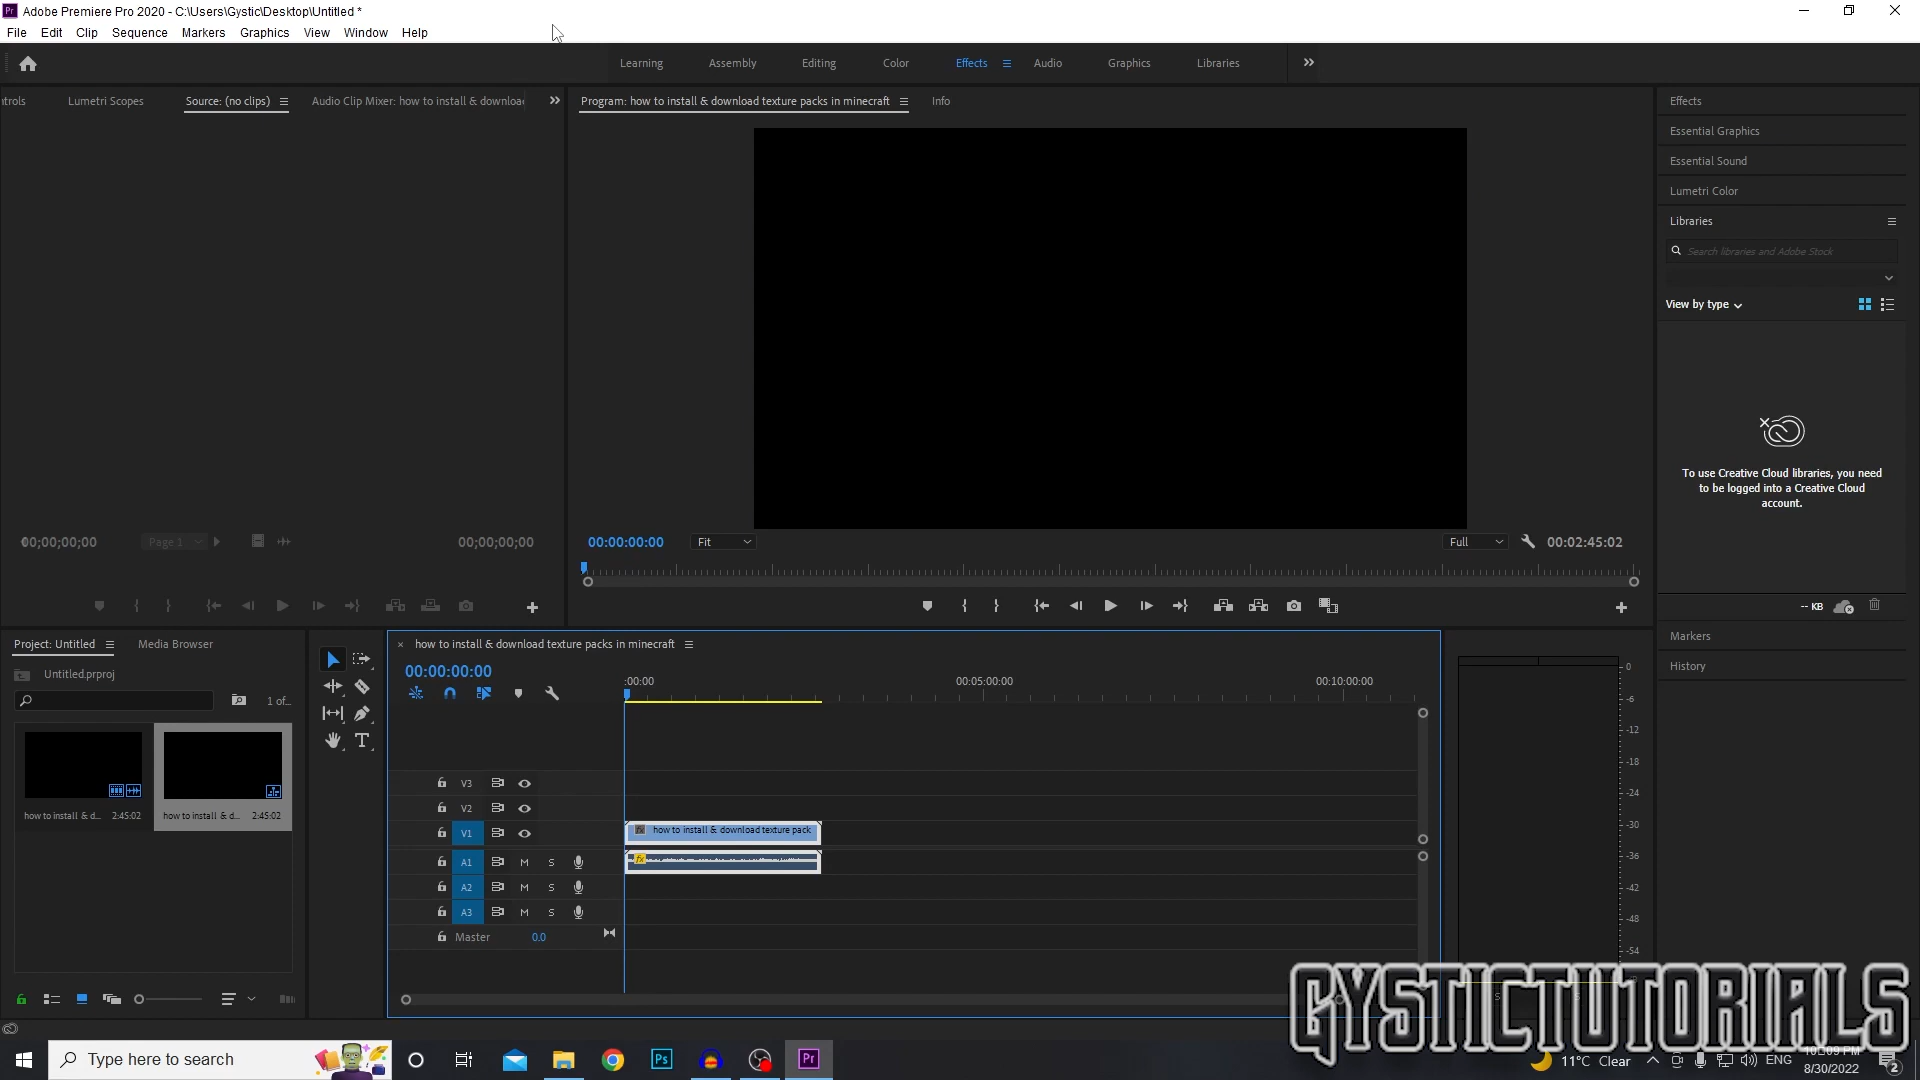 Adobe Premiere Pro 2020 - C:\Users\Gystic\Desktop\Untitled *
File Edit Clip Sequence Markers Graphics View Window Help
Learning Assembly Editing Color Effects Audio Graphics Libraries
ntrols Lumetri Scopes Source: (no clips) Audio Clip Mixer: how to install & downloa
Program: how to install & download texture packs in minecraft Info
Effects
Essential Graphics
Essential Sound
Lumetri Color
Libraries
Search libraries and Adobe Stock
View by type
To use Creative Cloud libraries, you need
to be logged into a Creative Cloud
account.
-- KB
Markers
History
00;00;00;00 Page 1 00;00;00;00
00:00:00:00 Fit Full 00:02:45:02
Project: Untitled Media Browser
Untitled.prproj
1 of...
how to install & d... 2:45:02 how to install & d... 2:45:02
how to install & download texture packs in minecraft
00:00:00:00
:00:00 00:05:00:00 00:10:00:00
V3
V2
V1 fx how to install & download texture pack
A1 M S fx
A2 M S
A3 M S
Master 0.0
0
-6
-12
-18
-24
-30
-36
-42
-48
-54
GYSTICTUTORIALS
Type here to search
Ps Pr
11°C Clear ENG
8/30/2022
2